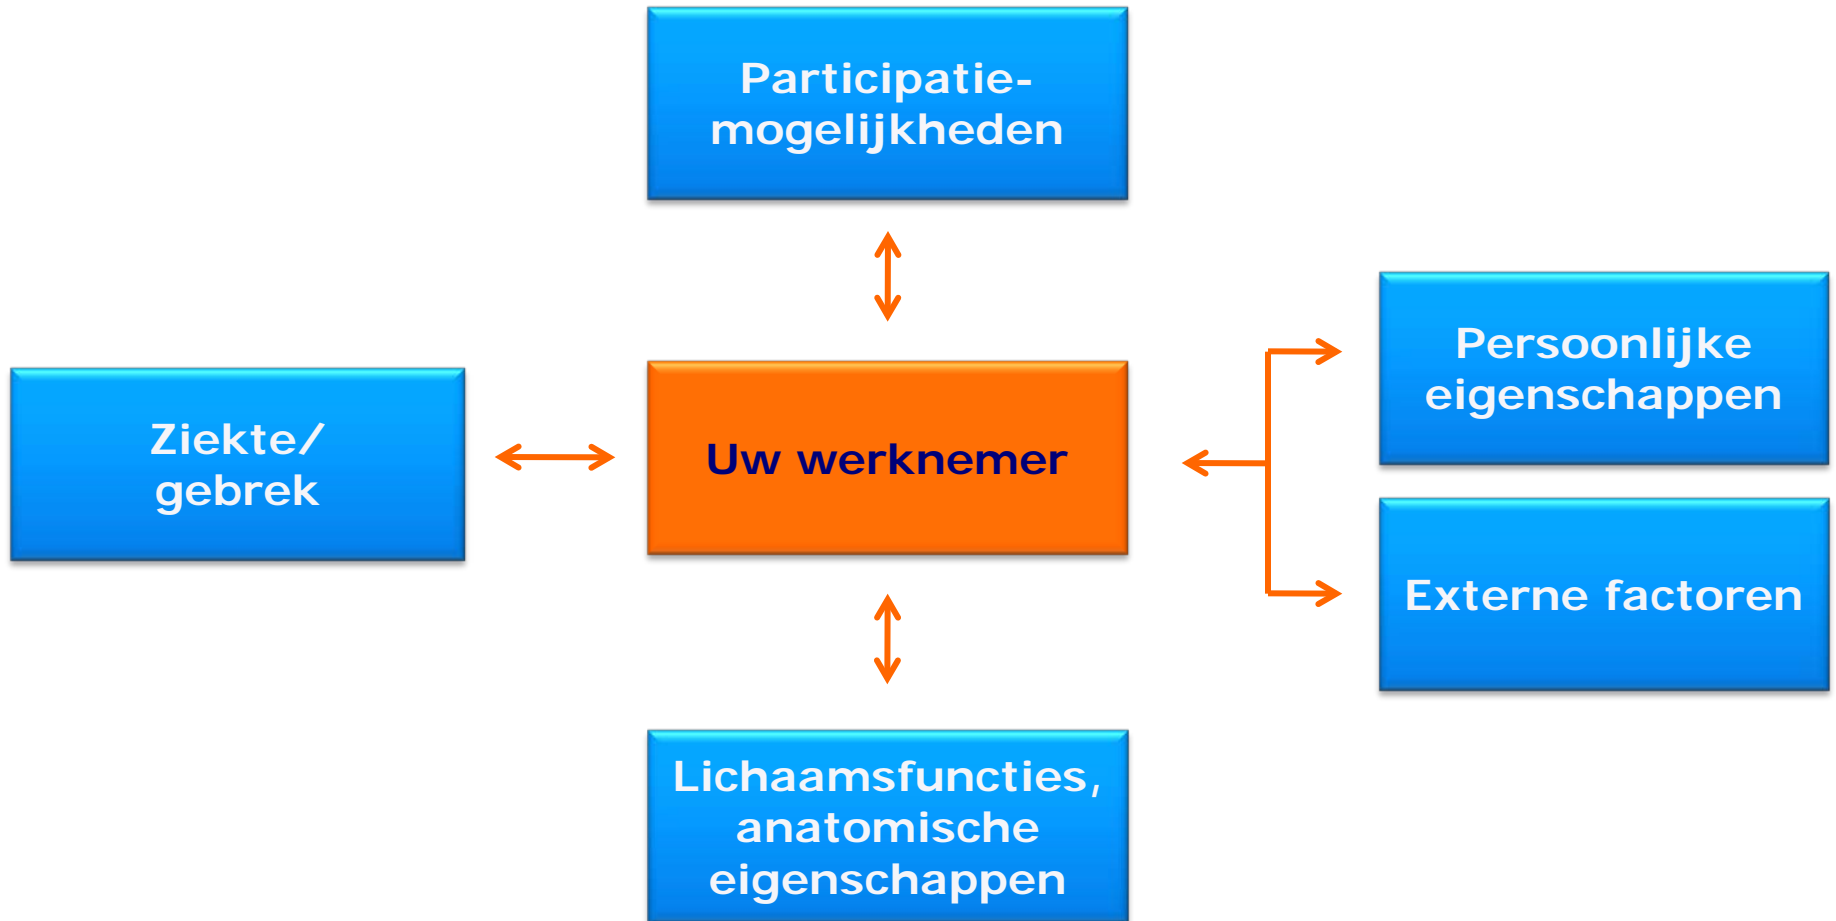 Participatie-
mogelijkheden
Persoonlijke
eigenschappen
Ziekte/
gebrek
Uw werknemer
Externe factoren
Lichaamsfuncties,
anatomische
eigenschappen